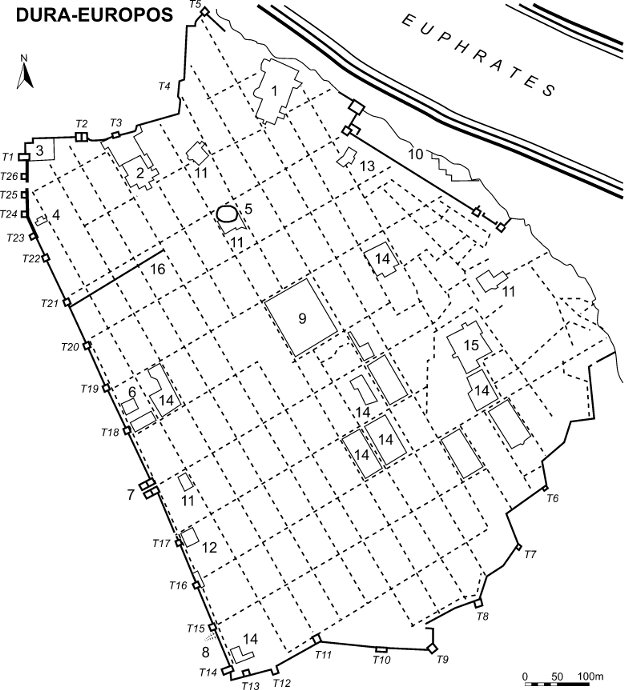 DURA-EUROPOS
T5
EUPHRATES
N
T4
1
T2
T3
3
T1
10
2
11
13
T26
T25
T24
4
5
T23
11
T22
14
16
11
T21
9
T20
15
T19
6
14
14
14
T18
14
14
7
11
T6
T17
12
T7
T16
T8
T15
8
14
T11
T14
T13
T12
T10
T9
0 50 100m